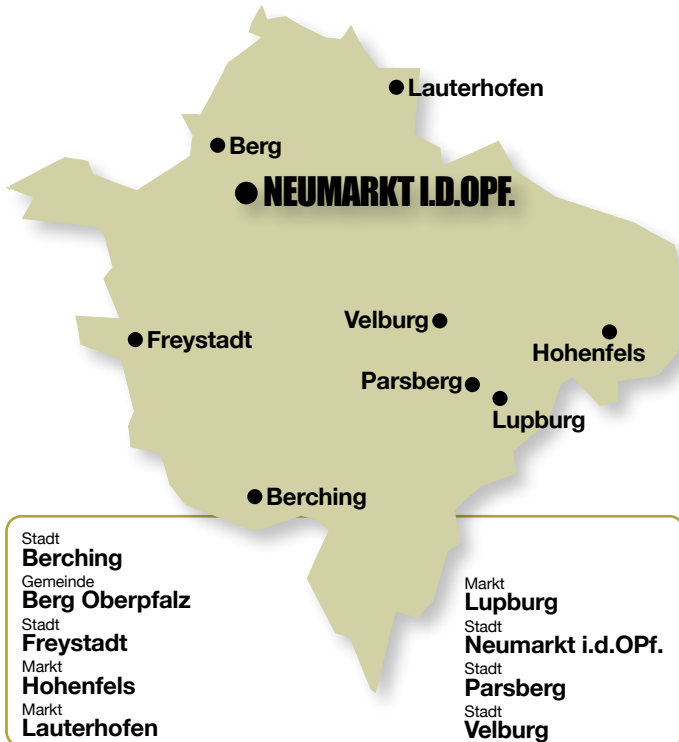 Lauterhofen
Berg
NEUMARKT I.D.OPF.
Velburg
Freystadt
Hohenfels
Parsberg
Lupburg
Berching
Stadt
Berching
Gemeinde
Berg Oberpfalz
Stadt
Freystadt
Markt
Hohenfels
Markt
Lauterhofen
Markt
Lupburg
Stadt
Neumarkt i.d.OPf.
Stadt
Parsberg
Stadt
Velburg